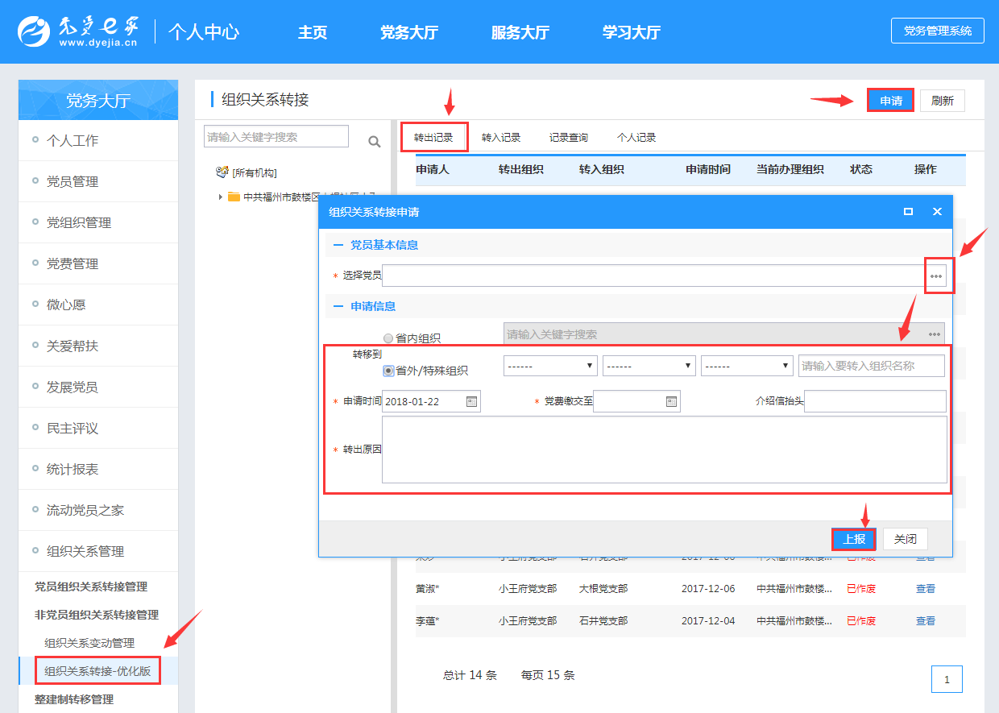 党员e家
www.dyejia.cn
个人中心
主页 党务大厅 服务大厅 学习大厅
党务管理系统
党务大厅
个人工作
党员管理
党组织管理
党费管理
微心愿
关爱帮扶
发展党员
民主评议
统计报表
流动党员之家
组织关系管理
党员组织关系转接管理
非党员组织关系转接管理
组织关系变动管理
组织关系转接-优化版
整建制转移管理
组织关系转接
申请 刷新
请输入关键字搜索
[所有机构]
中共福州市鼓楼区
转出记录 转入记录 记录查询 个人记录
申请人 转出组织 转入组织 申请时间 当前办理组织 状态 操作
组织关系转接申请
党员基本信息
* 选择党员
申请信息
省内组织 请输入关键字搜索
转移到
省外/特殊组织 ------ ------ ------ 请输入要转入组织名称
* 申请时间 2018-01-22 * 党费缴交至 介绍信抬头
* 转出原因
上报 关闭
小王府党支部 石井党支部 中共福州市鼓楼... 已作废 查看
黄淑* 小王府党支部 大根党支部 2017-12-06 中共福州市鼓楼... 已作废 查看
李蕴* 小王府党支部 石井党支部 2017-12-04 中共福州市鼓楼... 已作废 查看
总计 14 条 每页 15 条
1